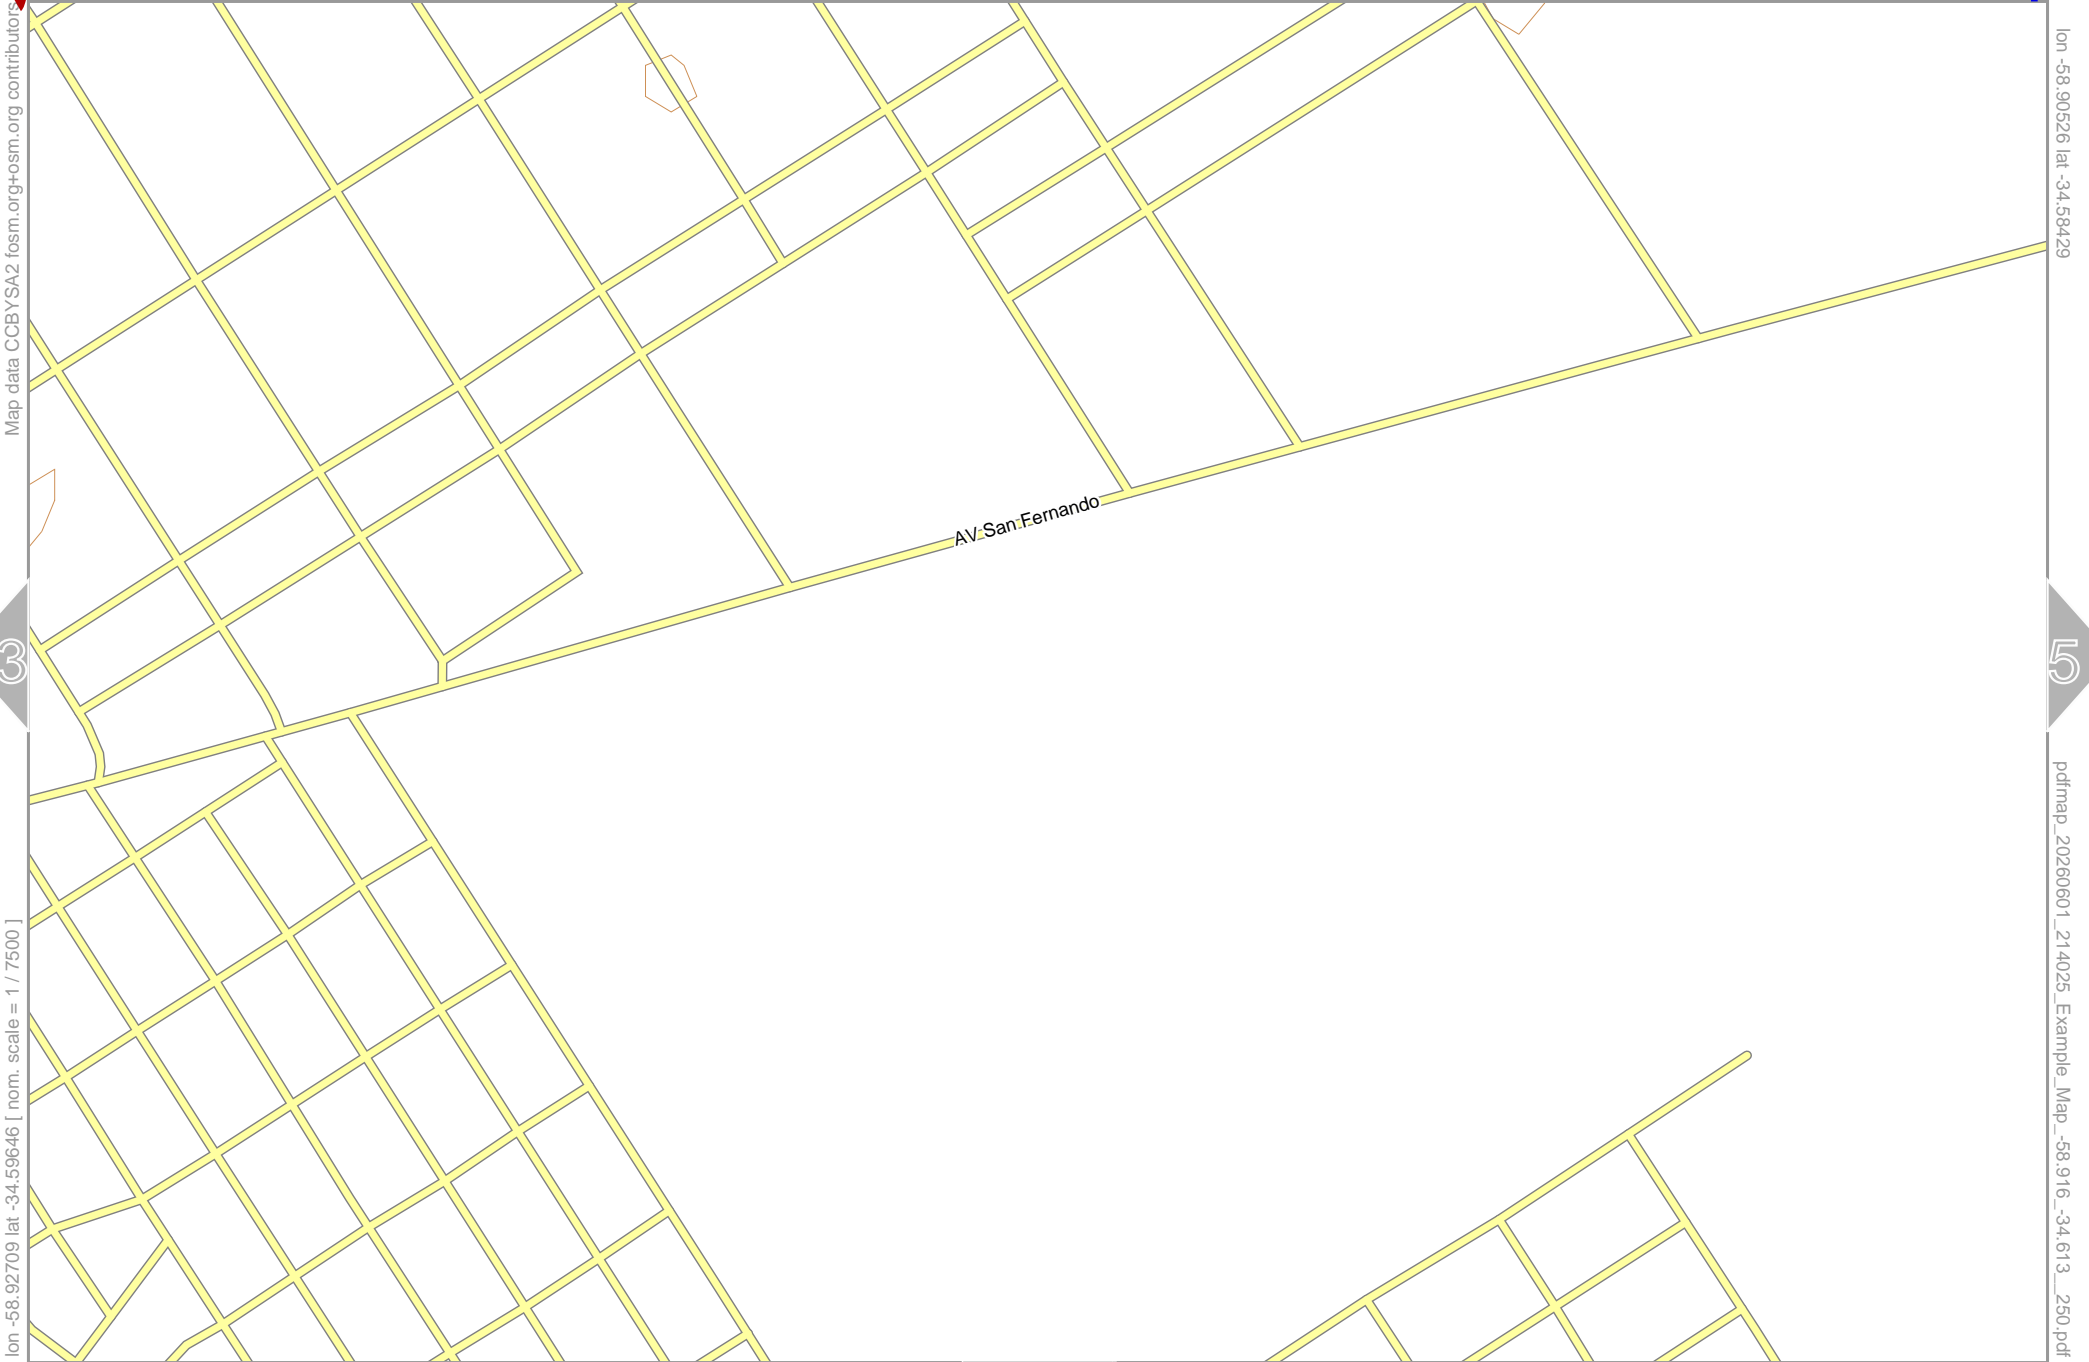 Map data CCBYSA2 fosm.org+osm.org contributors
lon -58.92709 lat -34.59646 [ nom. scale = 1 / 7500 ]
3
AV San Fernando
lon -58.90526 lat -34.58429
5
pdfmap_20260601_214025_Example_Map_-58.916_-34.613__250.pdf